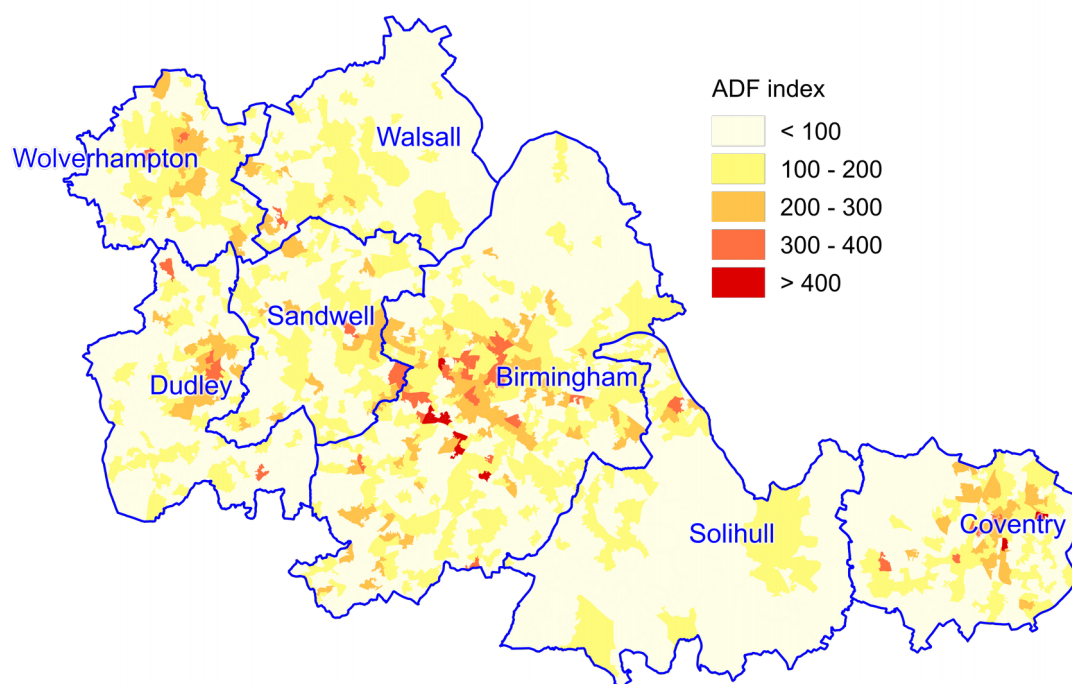 ADF index
< 100
100 - 200
200 - 300
300 - 400
> 400
Walsall
Wolverhampton
Sandwell
Dudley
Birmingham
Solihull
Coventry